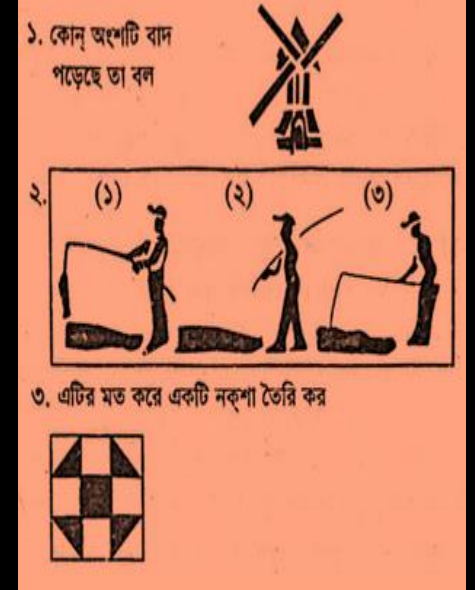 ১. কোন্ অংশটি বাদ
পড়েছে তা বল
২. (১) (২) (৩)
৩. এটির মত করে একটি নক্শা তৈরি কর